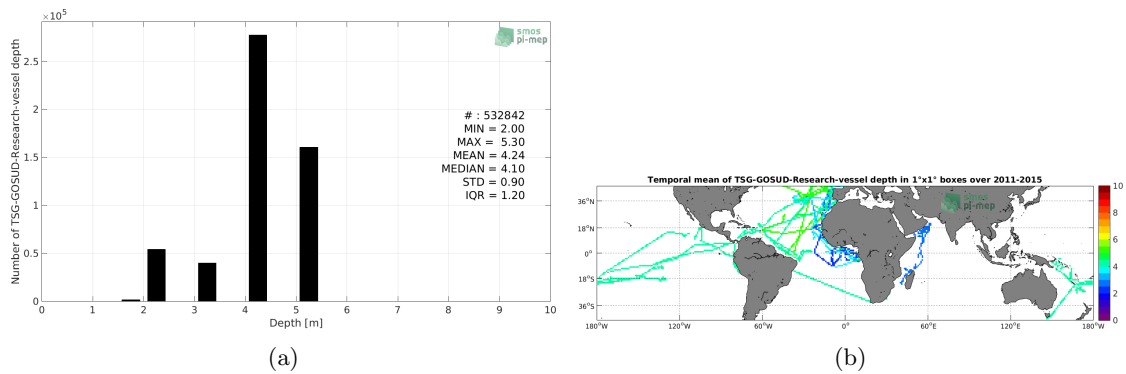 ×10⁵
smos
pi-mep
2.5
2
1.5
1
0.5
0
Number of TSG-GOSUD-Research-vessel depth
# : 532842
MIN = 2.00
MAX = 5.30
MEAN = 4.24
MEDIAN = 4.10
STD = 0.90
IQR = 1.20
0 1 2 3 4 5 6 7 8 9 10
Depth [m]
(a)
Temporal mean of TSG-GOSUD-Research-vessel depth in 1°x1° boxes over 2011-2015
smos
pi-mep
36°N
18°N
0°
18°S
36°S
180°W 120°W 60°W 0° 60°E 120°E 180°W
10
8
6
4
2
0
(b)